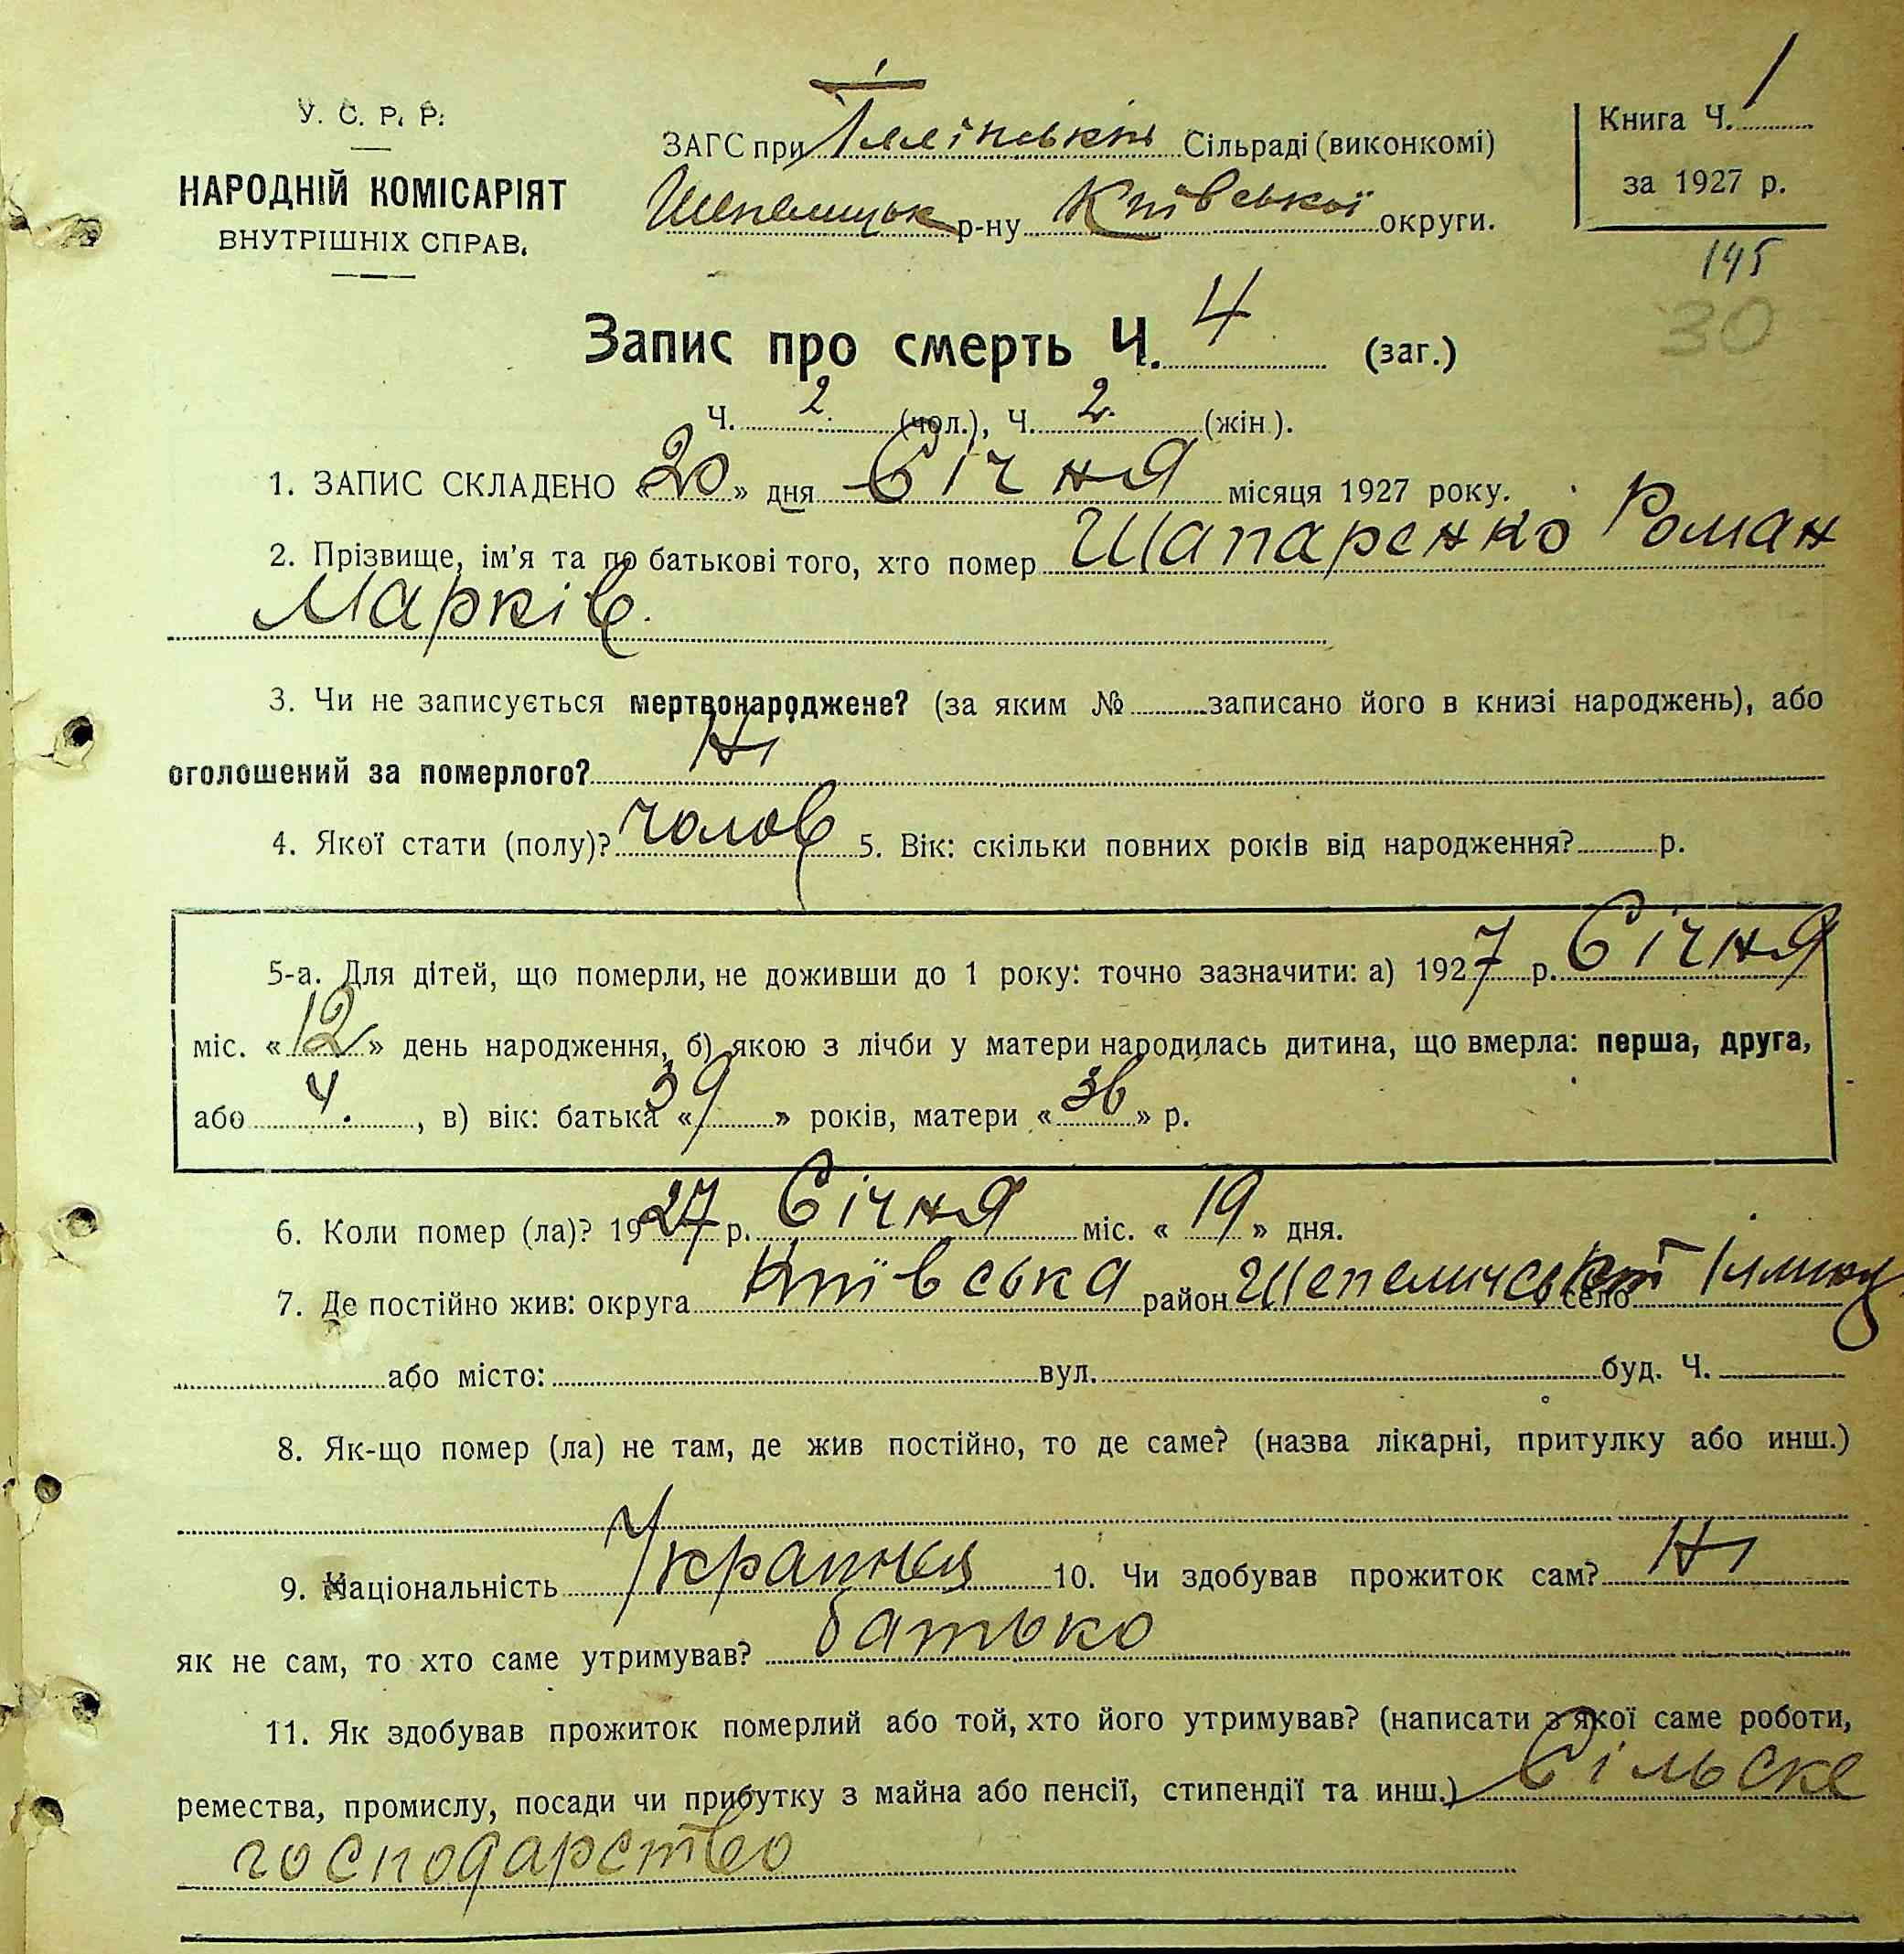 У. С. Р. Р.
НАРОДНІЙ КОМІСАРІЯТ
ВНУТРІШНІХ СПРАВ.
ЗАГС при Іллінській Сільраді (виконкомі)
Шепелицьк р-ну Київської округи.
Книга Ч. 1
за 1927 р.
145
30
Запис про смерть Ч. 4 (заг.)
Ч. 2. (чол.), Ч. 2. (жін.).
1. ЗАПИС СКЛАДЕНО «20» дня Січня місяця 1927 року.
2. Прізвище, ім'я та по батькові того, хто помер Шапаренко Роман
Марків.
3. Чи не записується мертвонароджене? (за яким № записано його в книзі народжень), або
оголошений за померлого? Ні
4. Якої стати (полу)? чолов 5. Вік: скільки повних років від народження? р.
5-а. Для дітей, що померли, не доживши до 1 року: точно зазначити: а) 1927 р. Січня
міс. «12» день народження, б) якою з лічби у матери народилась дитина, що вмерла: перша, друга,
або 4. , в) вік: батька «39» років, матери «36» р.
6. Коли помер (ла)? 1927 р. Січня міс. «19» дня.
7. Де постійно жив: округа Київська район Шепеличський село
або місто: вул. буд. Ч.
8. Як-що помер (ла) не там, де жив постійно, то де саме? (назва лікарні, притулку або инш.)
9. Національність Українец 10. Чи здобував прожиток сам? Ні
як не сам, то хто саме утримував? батько
11. Як здобував прожиток померлий або той, хто його утримував? (написати з якої саме роботи,
ремества, промислу, посади чи прибутку з майна або пенсії, стипендії та инш.) Сільске
господарство